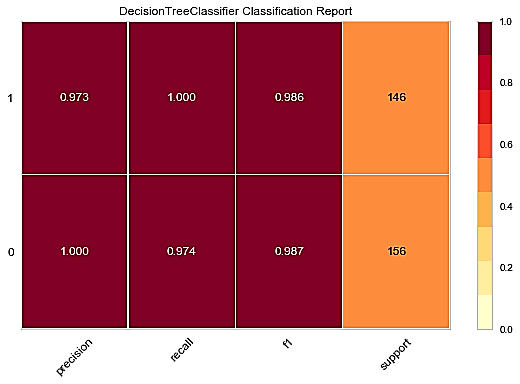 DecisionTreeClassifier Classification Report
1 0.973 1.000 0.986 146
0 1.000 0.974 0.987 156
precision recall f1 support
1.0
0.8
0.6
0.4
0.2
0.0